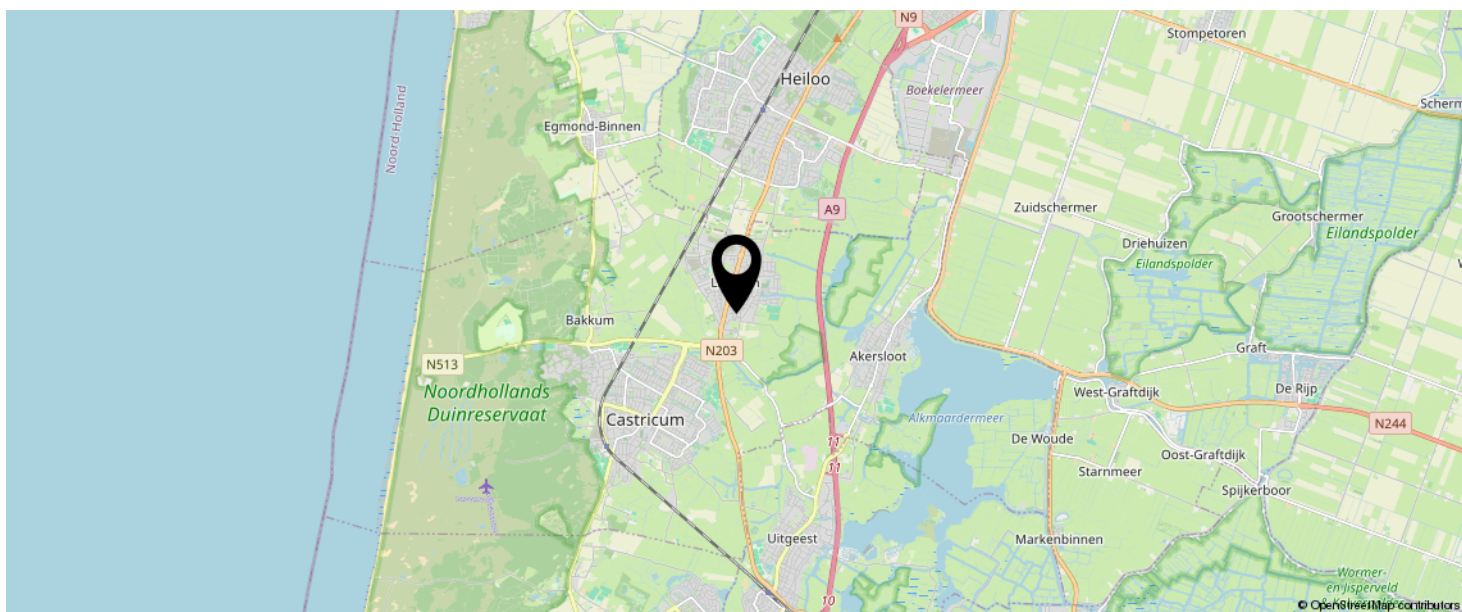 N9
Stompetoren
Heiloo
Boekelermeer
Noord-Holland
Egmond-Binnen
A9
Zuidschermer
Grootschermer
Eilandspolder
Driehuizen
Eilandspolder
Bakkum
N203
Akersloot
N513
Graft
Noordhollands
Duinreservaat
De Rijp
West-Graftdijk
Castricum
Alkmaardermeer
N244
De Woude
11
11
Oost-Graftdijk
Starnmeer
Spijkerboor
Uitgeest
Markenbinnen
Wormer-
en Jisperveld
10
© OpenStreetMap contributors